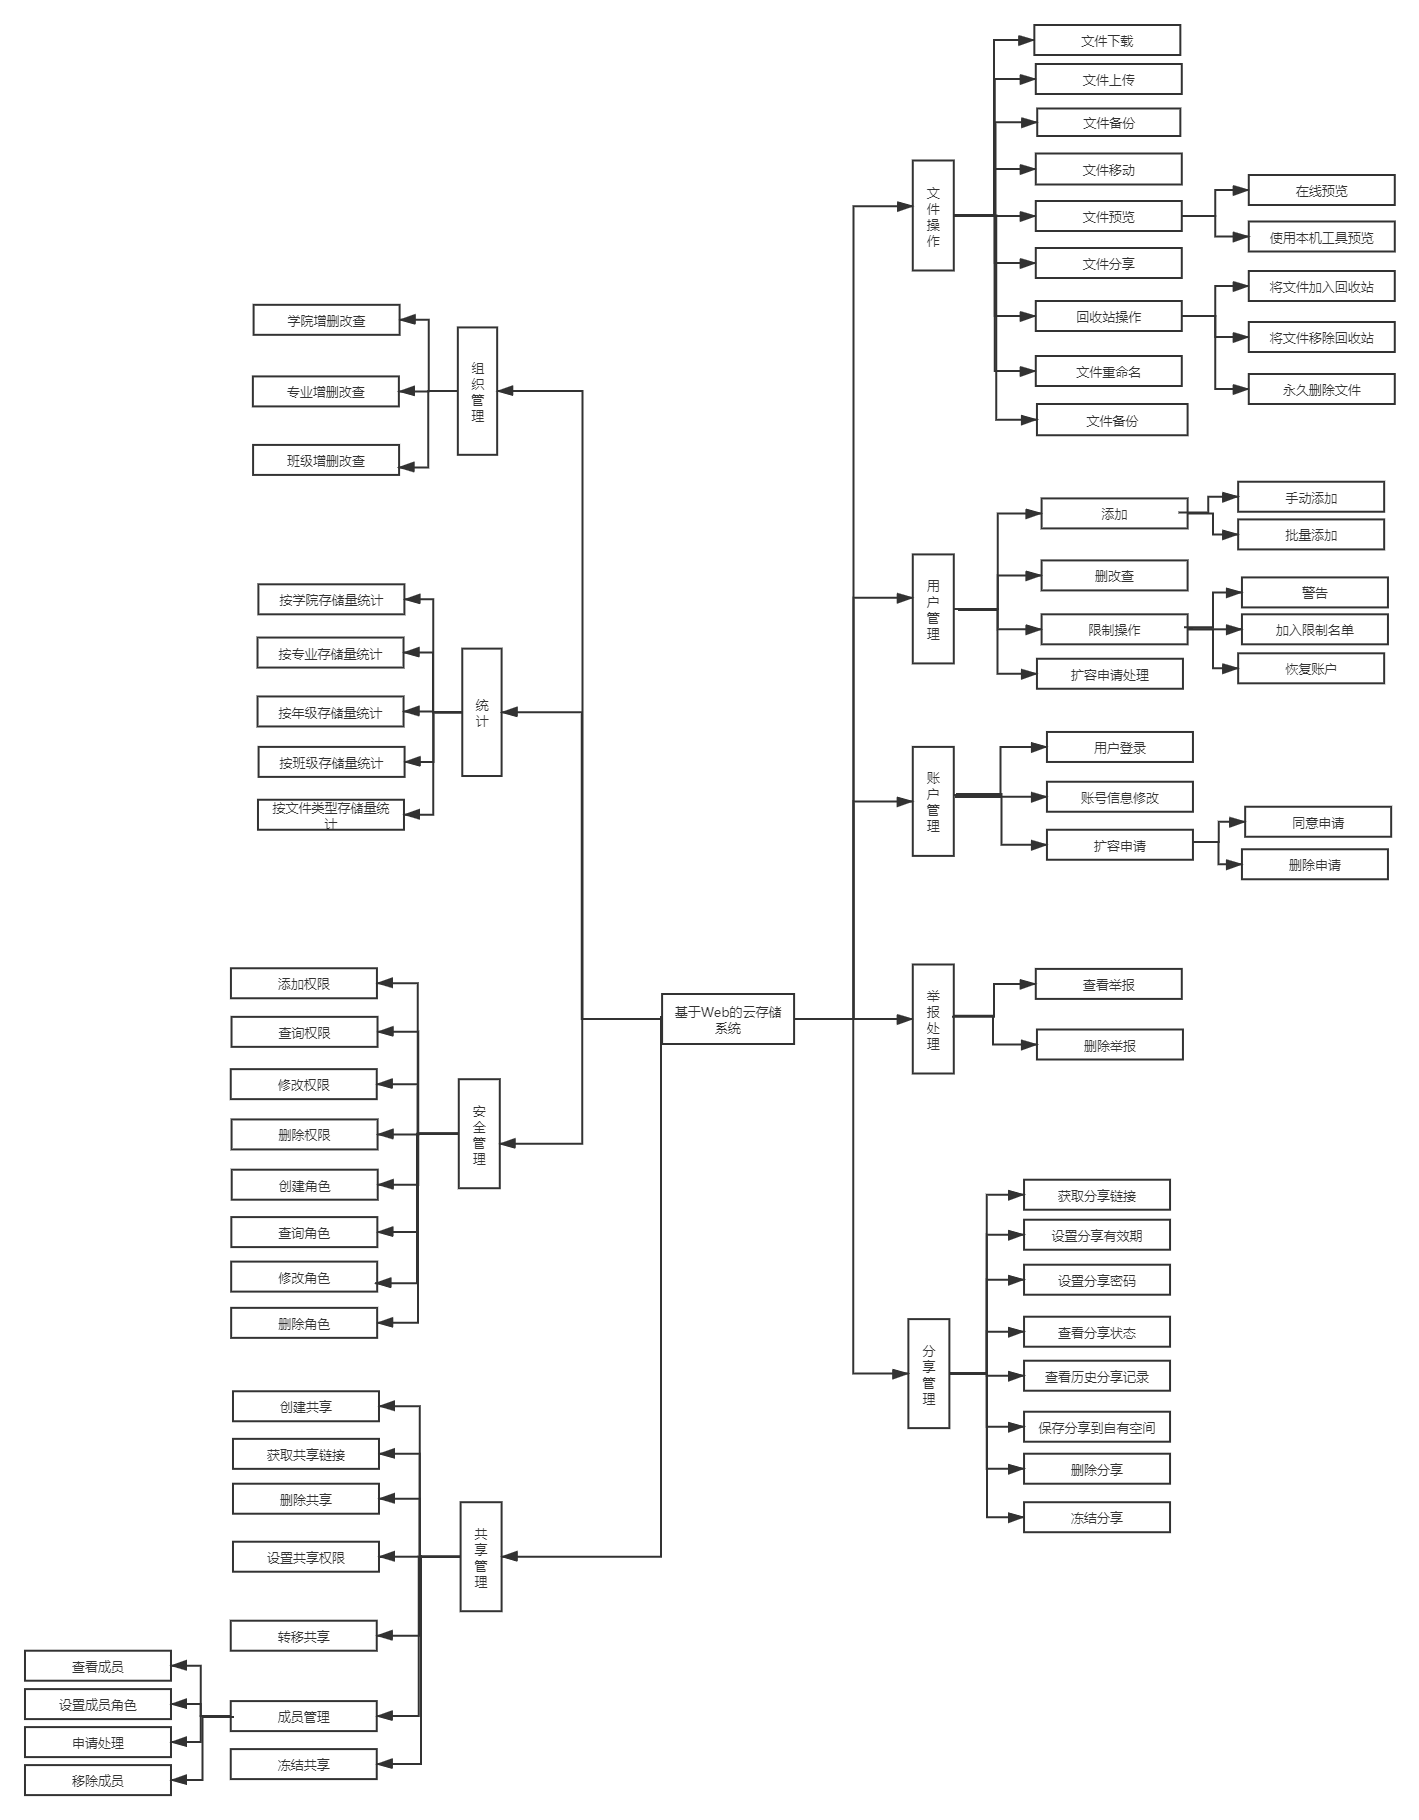 文件下载
文件上传
文件备份
文件移动
文件预览
在线预览
使用本机工具预览
文件分享
回收站操作
将文件加入回收站
将文件移除回收站
永久删除文件
文件重命名
文件备份
文件操作
用户管理
添加
手动添加
批量添加
删改查
限制操作
警告
加入限制名单
恢复账户
扩容申请处理
账户管理
用户登录
账号信息修改
扩容申请
同意申请
删除申请
举报处理
查看举报
删除举报
分享管理
获取分享链接
设置分享有效期
设置分享密码
查看分享状态
查看历史分享记录
保存分享到自有空间
删除分享
冻结分享
基于Web的云存储
系统
组织管理
学院增删改查
专业增删改查
班级增删改查
统计
按学院存储量统计
按专业存储量统计
按年级存储量统计
按班级存储量统计
按文件类型存储量统
计
安全管理
添加权限
查询权限
修改权限
删除权限
创建角色
查询角色
修改角色
删除角色
共享管理
创建共享
获取共享链接
删除共享
设置共享权限
转移共享
成员管理
查看成员
设置成员角色
申请处理
移除成员
冻结共享